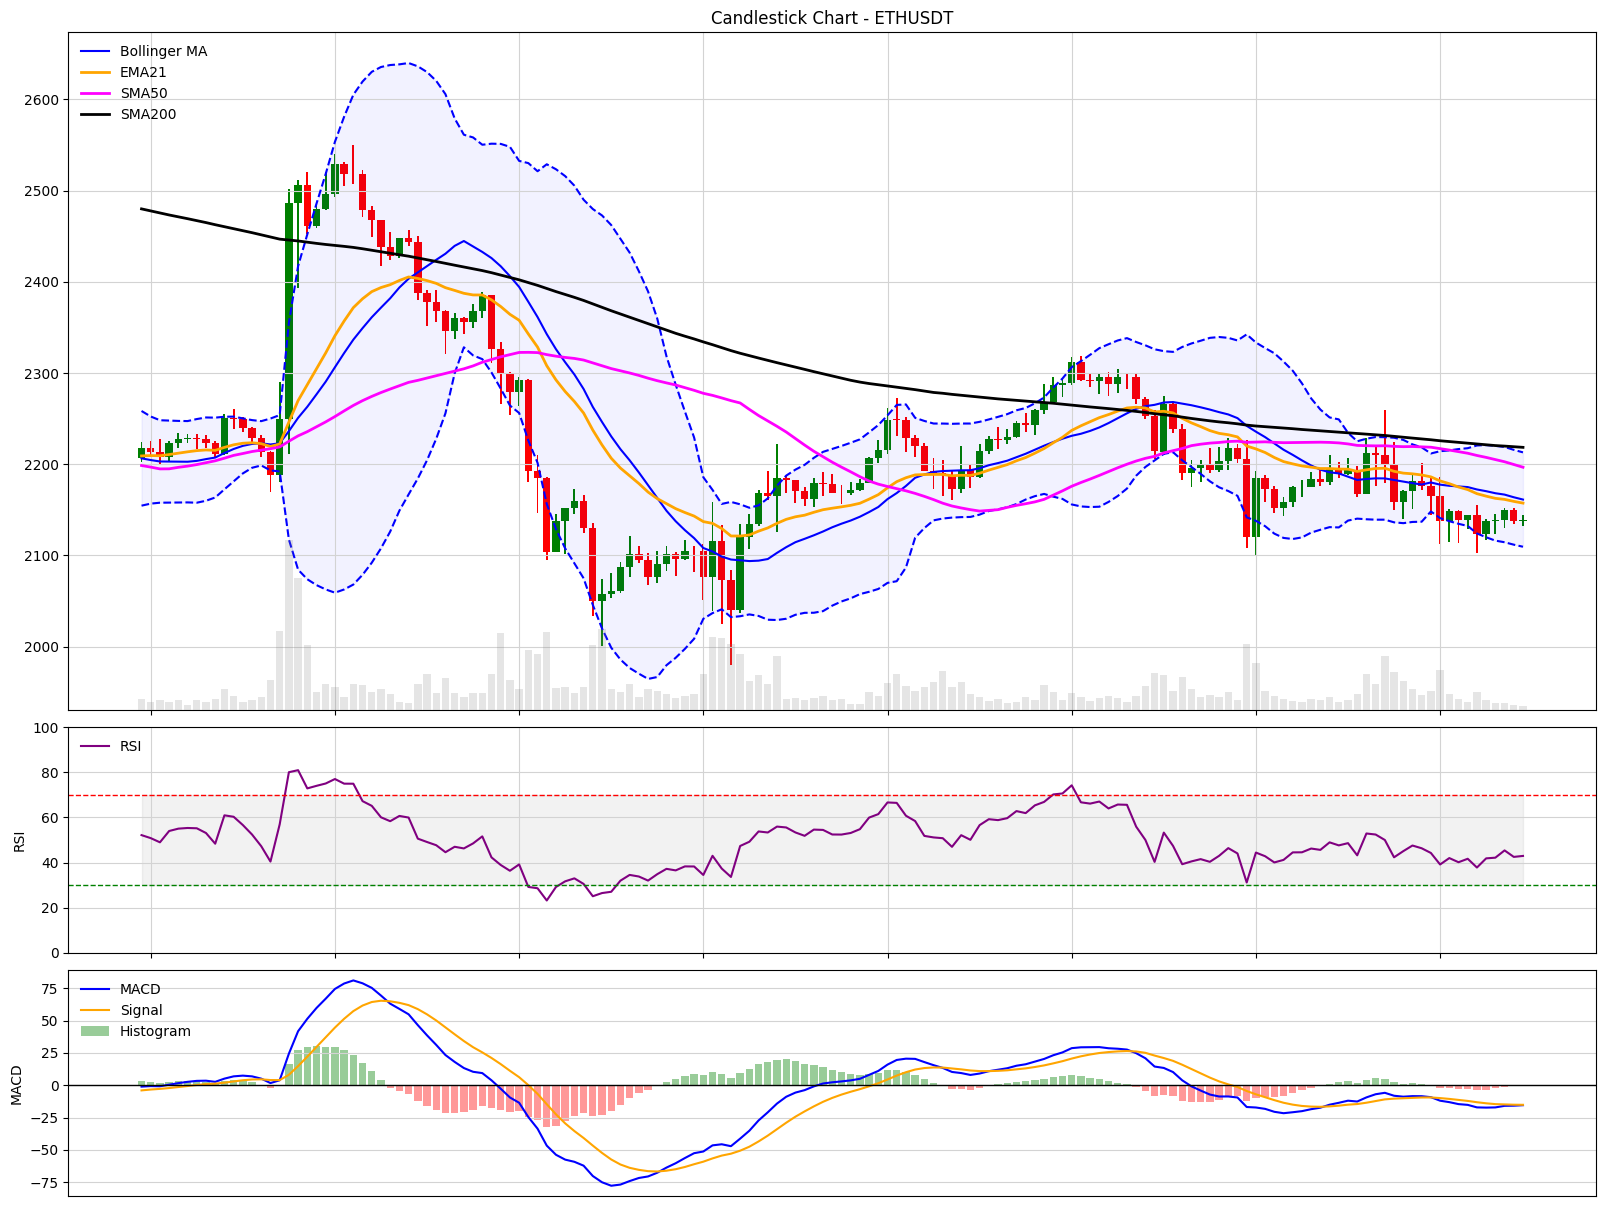 Candlestick Chart - ETHUSDT
Bollinger MA
EMA21
SMA50
SMA200
2600
2500
2400
2300
2200
2100
2000
RSI
100
80
60
40
20
0
RSI
MACD
Signal
Histogram
75
50
25
0
−25
−50
−75
MACD